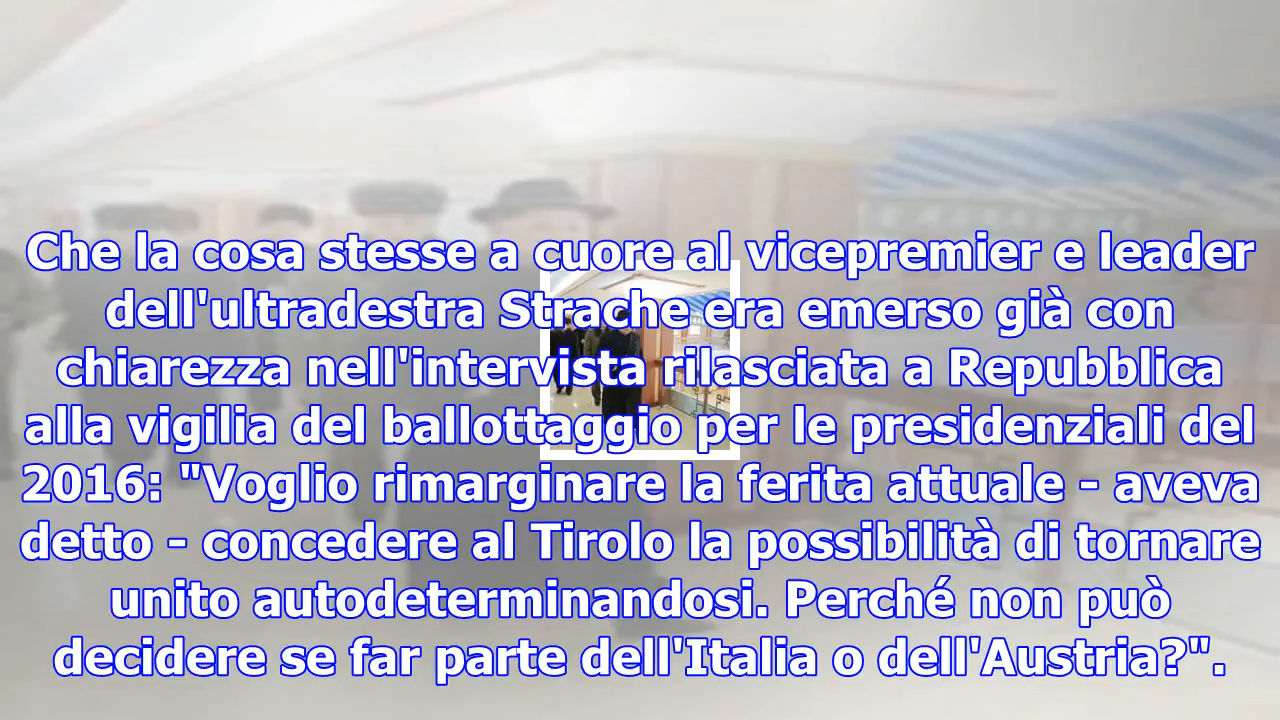 Che la cosa stesse a cuore al vicepremier e leader
dell'ultradestra Strache era emerso già con
chiarezza nell'intervista rilasciata a Repubblica
alla vigilia del ballottaggio per le presidenziali del
2016: "Voglio rimarginare la ferita attuale - aveva
detto - concedere al Tirolo la possibilità di tornare
unito autodeterminandosi. Perché non può
decidere se far parte dell'Italia o dell'Austria?".